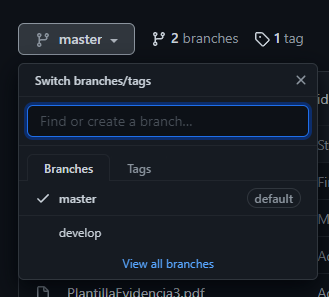 master
2 branches
1 tag
Switch branches/tags
Find or create a branch...
Branches
Tags
master
default
develop
View all branches
PlantillaEvidencia3.pdf